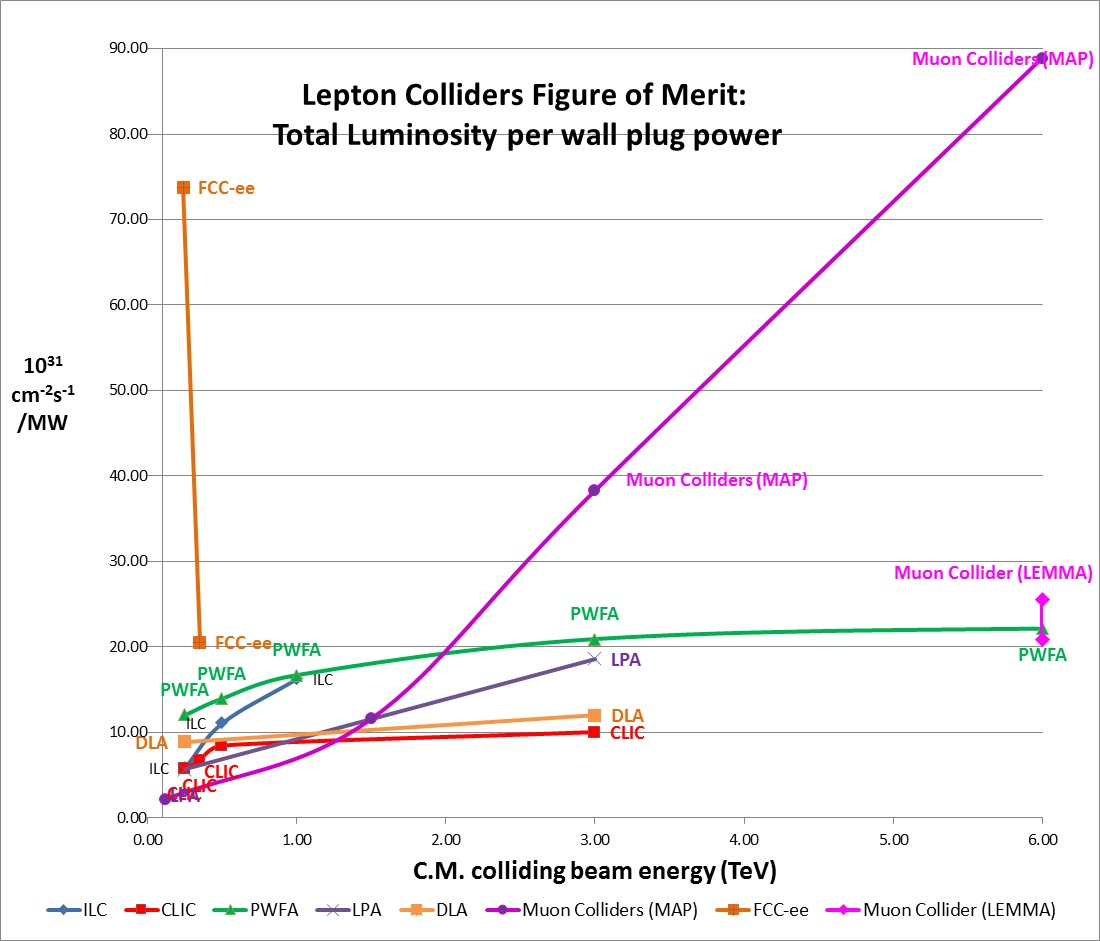 Lepton Colliders Figure of Merit:
Total Luminosity per wall plug power
90.00
80.00
70.00
60.00
50.00
40.00
30.00
20.00
10.00
0.00
10³¹
cm⁻²s⁻¹
/MW
Muon Colliders (MAP)
FCC-ee
Muon Colliders (MAP)
Muon Collider (LEMMA)
PWFA
FCC-ee
PWFA
PWFA
LPA
PWFA
ILC
PWFA
ILC
DLA
CLIC
DLA
ILC
CLIC
CLIC
CLIC
LPA
0.00 1.00 2.00 3.00 4.00 5.00 6.00
C.M. colliding beam energy (TeV)
ILC CLIC PWFA LPA DLA Muon Colliders (MAP) FCC-ee Muon Collider (LEMMA)